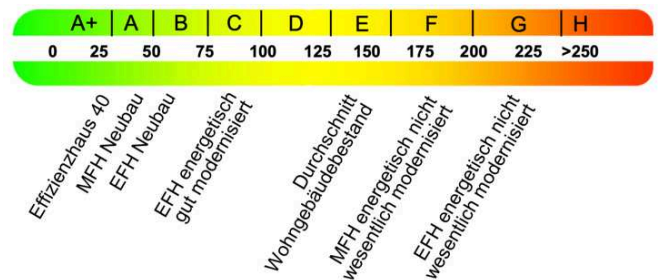 A+ A B C D E F G H
0 25 50 75 100 125 150 175 200 225 >250
Effizienzhaus 40
MFH Neubau
EFH Neubau
EFH energetisch
gut modernisiert
Durchschnitt
Wohngebäudebestand
MFH energetisch nicht
wesentlich modernisiert
EFH energetisch nicht
wesentlich modernisiert